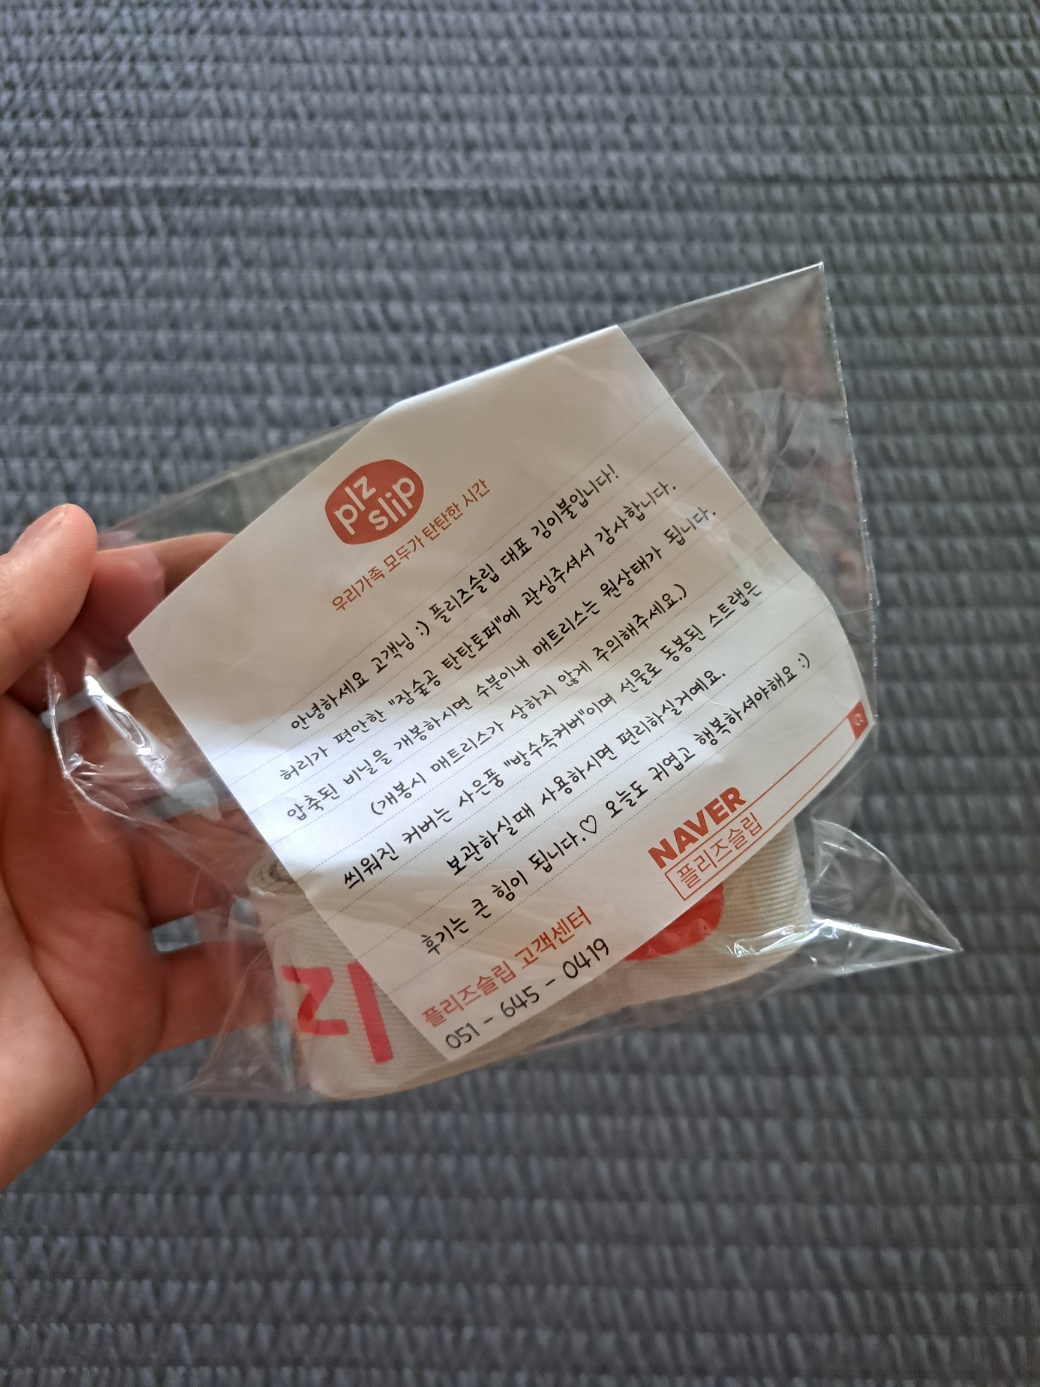 plz
slip
우리가족 모두가 탄탄한 시간
안녕하세요 고객님 :) 플리즈슬립 대표 김이불입니다!
허리가 편안한 "잠솔공 탄탄토퍼"에 관심주셔서 감사합니다.
압축된 비닐을 개봉하시면 수분이내 매트리스는 원상태가 됩니다.
(개봉시 매트리스가 상하지 않게 주의해주세요.)
씌워진 커버는 사은품 "방수속커버"이며 선물로 동봉된 스트랩은
보관하실때 사용하시면 편리하실거예요.
후기는 큰 힘이 됩니다.♡ 오늘도 귀엽고 행복하셔야해요 :)
NAVER
플리즈슬립
플리즈슬립 고객센터
051 - 645 - 0419